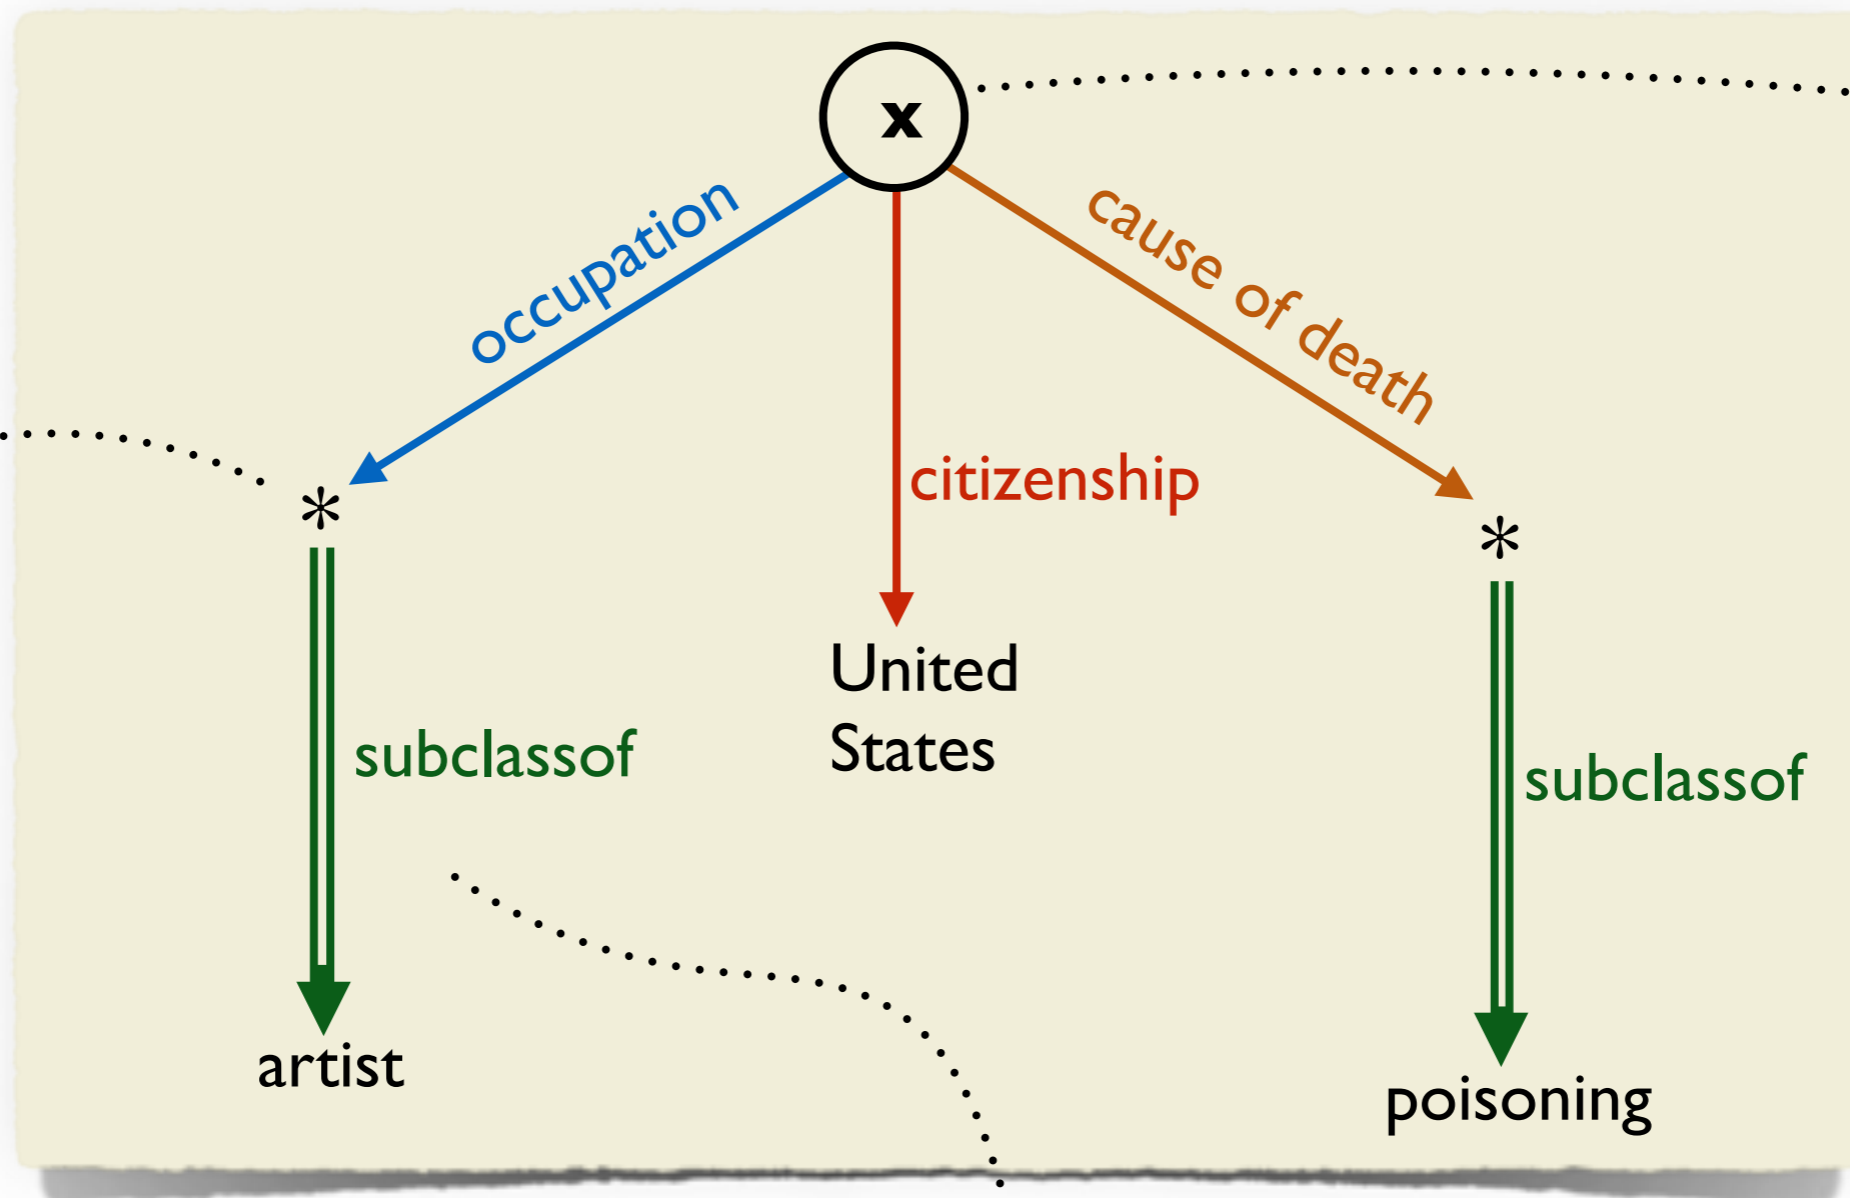 x
occupation
cause of death
citizenship
*
*
United
States
subclassof
subclassof
artist
poisoning